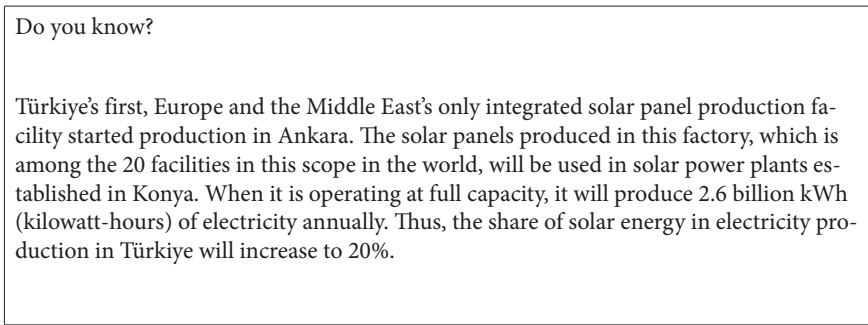 Do you know?
Türkiye’s first, Europe and the Middle East’s only integrated solar panel production fa-
cility started production in Ankara. The solar panels produced in this factory, which is
among the 20 facilities in this scope in the world, will be used in solar power plants es-
tablished in Konya. When it is operating at full capacity, it will produce 2.6 billion kWh
(kilowatt-hours) of electricity annually. Thus, the share of solar energy in electricity pro-
duction in Türkiye will increase to 20%.